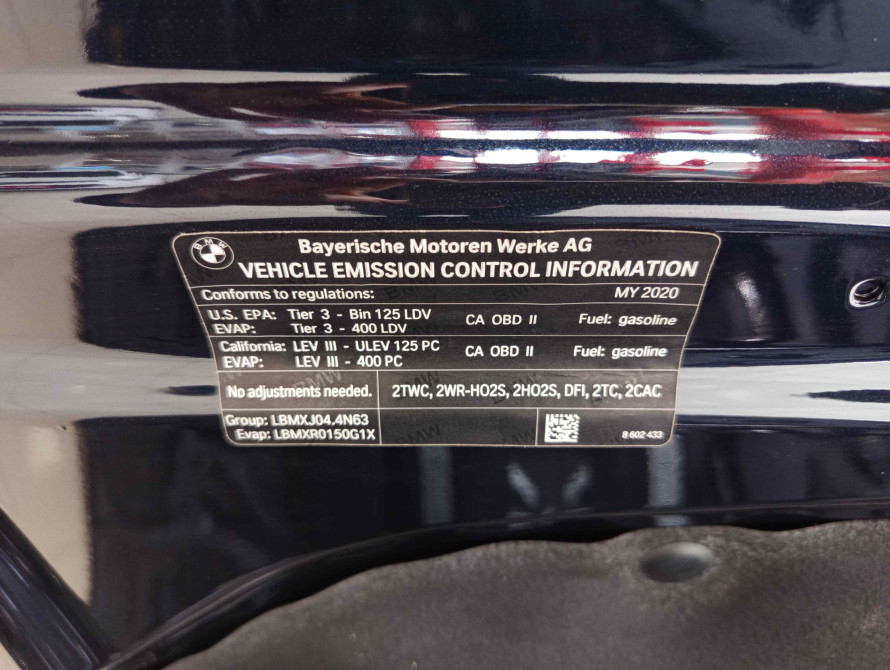 BMW
Bayerische Motoren Werke AG
VEHICLE EMISSION CONTROL INFORMATION
Conforms to regulations: MY 2020
U.S. EPA: Tier 3 - Bin 125 LDV CA OBD II Fuel: gasoline
EVAP: Tier 3 - 400 LDV
California: LEV III - ULEV 125 PC CA OBD II Fuel: gasoline
EVAP: LEV III - 400 PC
No adjustments needed. 2TWC, 2WR-HO2S, 2HO2S, DFI, 2TC, 2CAC
Group: LBMXJ04.4N63
Evap: LBMXR0150G1X 8 602 433